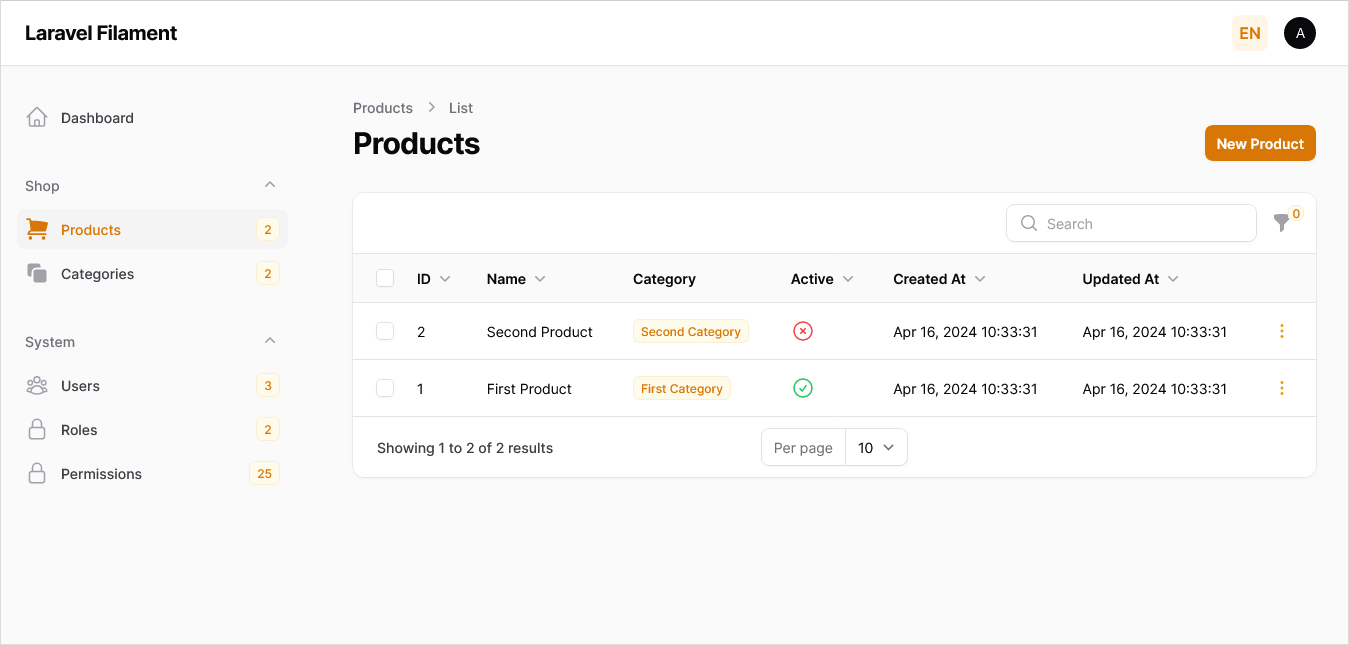 Laravel Filament
EN
A
Dashboard
Shop
Products 2
Categories 2
System
Users 3
Roles 2
Permissions 25
Products List
Products
New Product
Search
0
ID Name Category Active Created At Updated At
2 Second Product Second Category Apr 16, 2024 10:33:31 Apr 16, 2024 10:33:31
1 First Product First Category Apr 16, 2024 10:33:31 Apr 16, 2024 10:33:31
Showing 1 to 2 of 2 results Per page 10